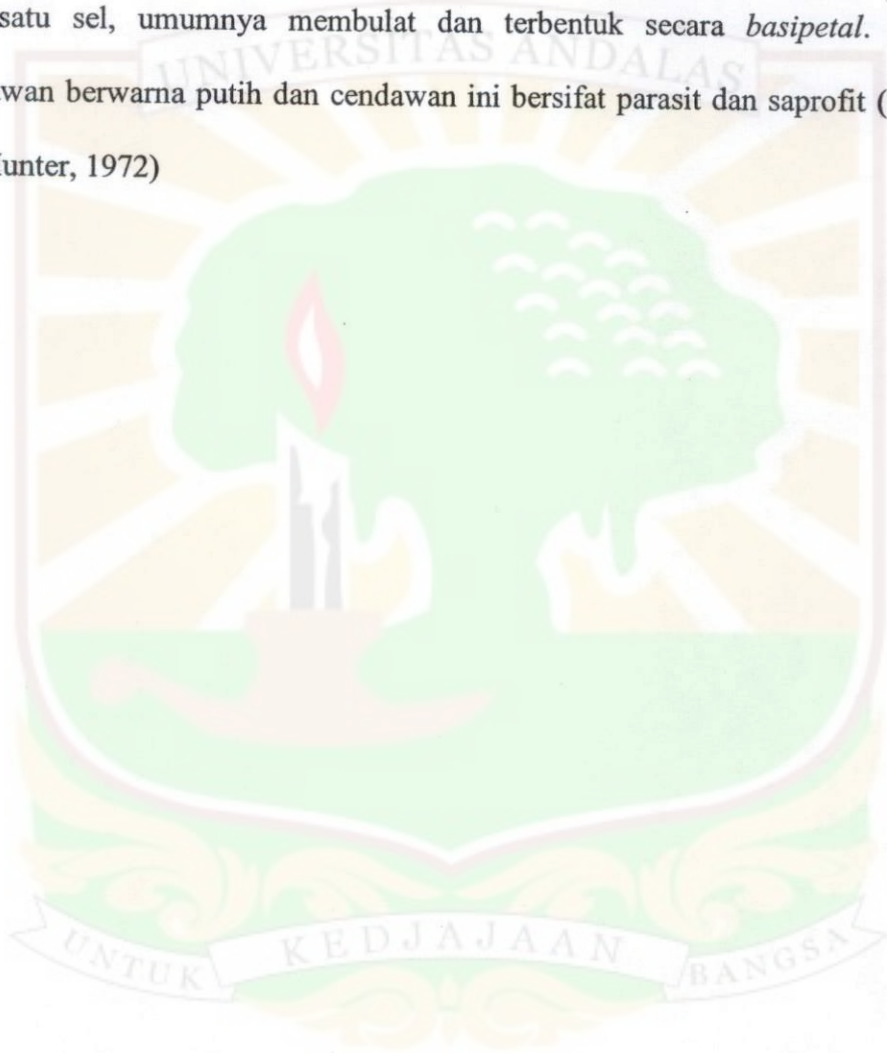 satu sel, umumnya membulat dan terbentuk secara basipetal.
UNIVERSITAS ANDALAS
wan berwarna putih dan cendawan ini bersifat parasit dan saprofit (
unter, 1972)
UNTUK KEDJAJAAN BANGSA